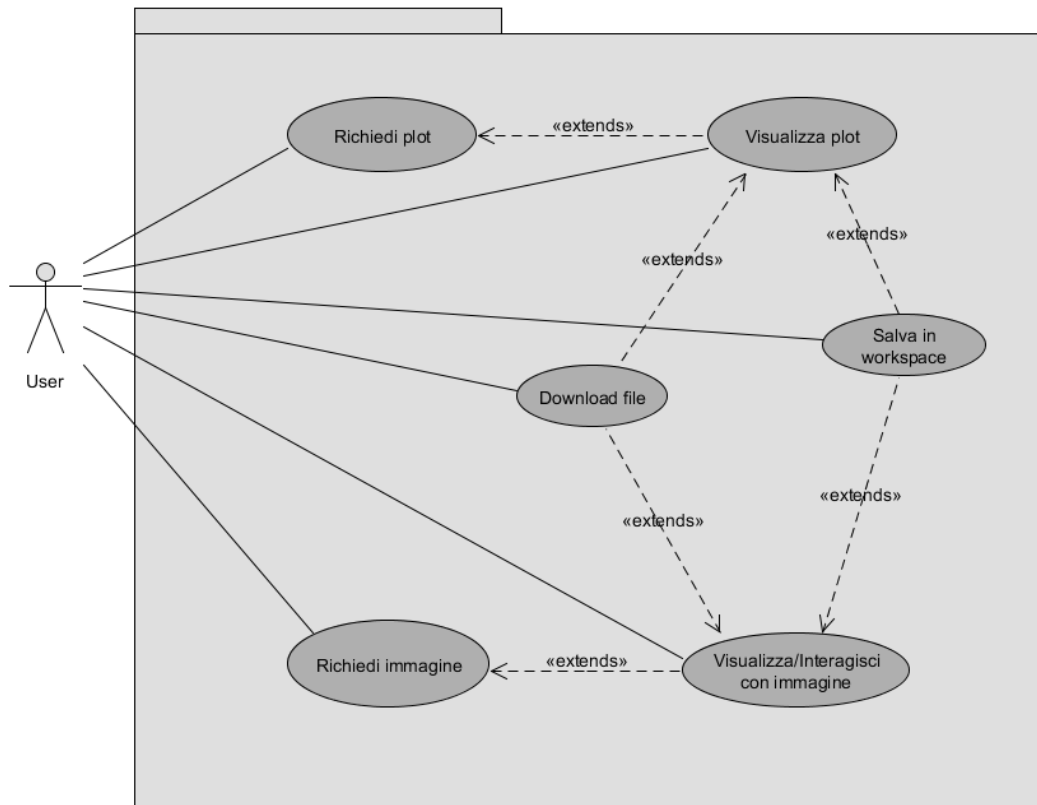 Richiedi plot
«extends»
Visualizza plot
«extends»
«extends»
User
Salva in
workspace
Download file
«extends»
«extends»
Richiedi immagine
«extends»
Visualizza/Interagisci
con immagine